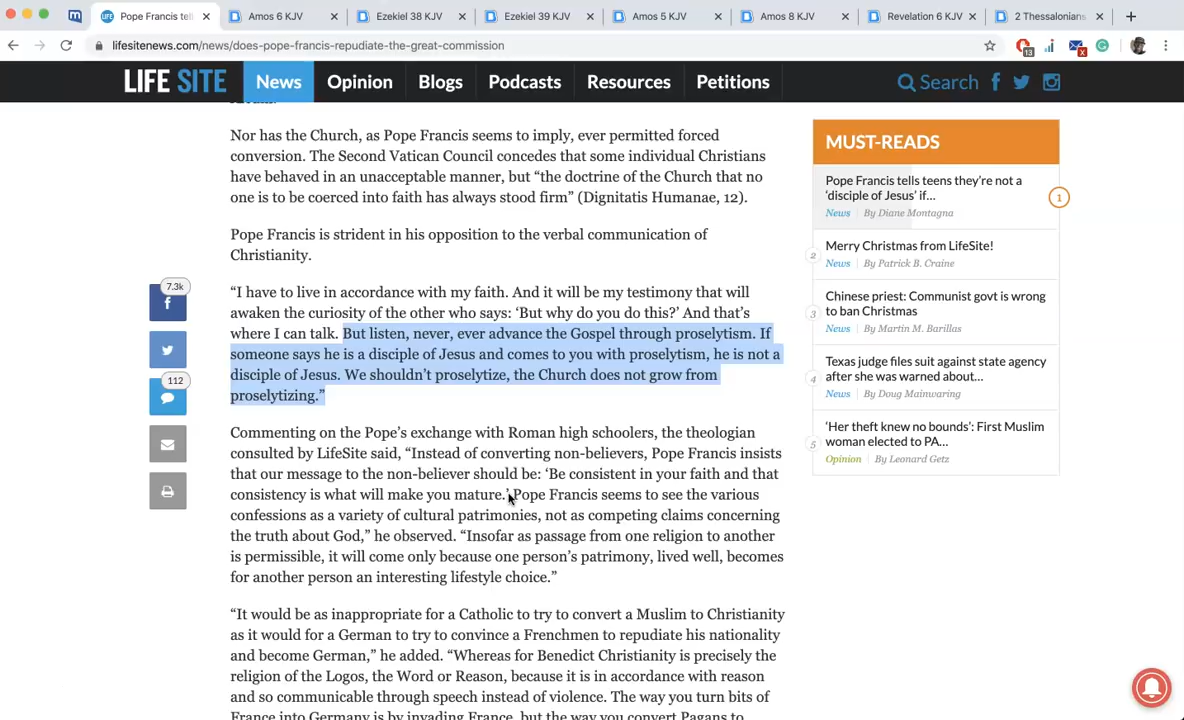 Pope Francis tell
Amos 6 KJV
Ezekiel 38 KJV
Ezekiel 39 KJV
Amos 5 KJV
Amos 8 KJV
Revelation 6 KJV
2 Thessalonians
lifesitenews.com/news/does-pope-francis-repudiate-the-great-commission
13
x
LIFE SITE
News
Opinion
Blogs
Podcasts
Resources
Petitions
Search
Nor has the Church, as Pope Francis seems to imply, ever permitted forced
conversion. The Second Vatican Council concedes that some individual Christians
have behaved in an unacceptable manner, but “the doctrine of the Church that no
one is to be coerced into faith has always stood firm” (Dignitatis Humanae, 12).
Pope Francis is strident in his opposition to the verbal communication of
Christianity.
“I have to live in accordance with my faith. And it will be my testimony that will
awaken the curiosity of the other who says: ‘But why do you do this?’ And that’s
where I can talk. But listen, never, ever advance the Gospel through proselytism. If
someone says he is a disciple of Jesus and comes to you with proselytism, he is not a
disciple of Jesus. We shouldn’t proselytize, the Church does not grow from
proselytizing.”
Commenting on the Pope’s exchange with Roman high schoolers, the theologian
consulted by LifeSite said, “Instead of converting non-believers, Pope Francis insists
that our message to the non-believer should be: ‘Be consistent in your faith and that
consistency is what will make you mature.’ Pope Francis seems to see the various
confessions as a variety of cultural patrimonies, not as competing claims concerning
the truth about God,” he observed. “Insofar as passage from one religion to another
is permissible, it will come only because one person’s patrimony, lived well, becomes
for another person an interesting lifestyle choice.”
“It would be as inappropriate for a Catholic to try to convert a Muslim to Christianity
as it would for a German to try to convince a Frenchmen to repudiate his nationality
and become German,” he added. “Whereas for Benedict Christianity is precisely the
religion of the Logos, the Word or Reason, because it is in accordance with reason
and so communicable through speech instead of violence. The way you turn bits of
France into Germany is by invading France, but the way you convert Pagans to
7.3k
112
MUST-READS
Pope Francis tells teens they’re not a
‘disciple of Jesus’ if…
News By Diane Montagna
1
Merry Christmas from LifeSite!
2
News By Patrick B. Craine
Chinese priest: Communist govt is wrong
3
to ban Christmas
News By Martin M. Barillas
Texas judge files suit against state agency
4
after she was warned about…
News By Doug Mainwaring
‘Her theft knew no bounds’: First Muslim
5
woman elected to PA…
Opinion By Leonard Getz